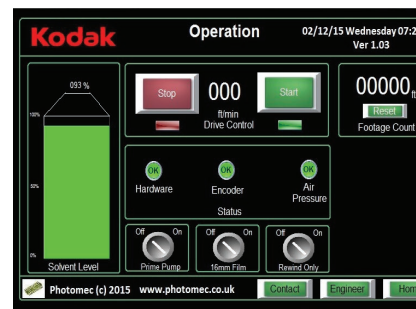 Kodak
Operation
02/12/15 Wednesday 07:2
Ver 1.03
093 %
100%
50%
0%
Solvent Level
Stop
000
ft/min
Drive Control
Start
00000 ft
Reset
Footage Count
OK
Hardware
OK
Encoder
OK
Air
Pressure
Status
Off On
Prime Pump
Off On
16mm Film
Off On
Rewind Only
Photomec (c) 2015 www.photomec.co.uk
Contact
Engineer
Hom